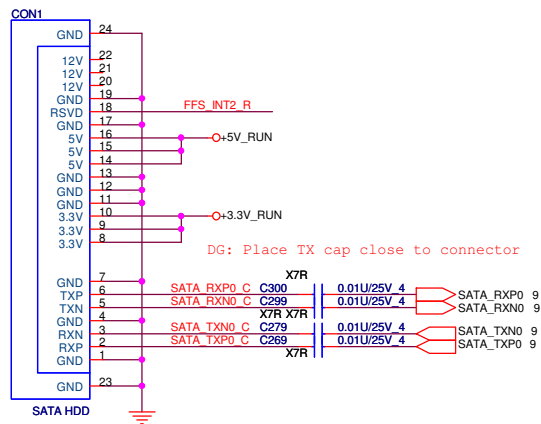 CON1
GND 24
12V 22
12V 21
12V 20
GND 19
RSVD 18 FFS_INT2_R
GND 17
5V 16 +5V_RUN
5V 15
5V 14
GND 13
GND 12
GND 11
3.3V 10 +3.3V_RUN
3.3V 9
3.3V 8
DG: Place TX cap close to connector
X7R
GND 7
TXP 6 SATA_RXP0_C C300 0.01U/25V_4 SATA_RXP0 9
TXN 5 SATA_RXN0_C C299 0.01U/25V_4 SATA_RXN0 9
X7R X7R
GND 4
RXN 3 SATA_TXN0_C C279 0.01U/25V_4 SATA_TXN0 9
RXP 2 SATA_TXP0_C C269 0.01U/25V_4 SATA_TXP0 9
X7R
GND 1
GND 23
SATA HDD